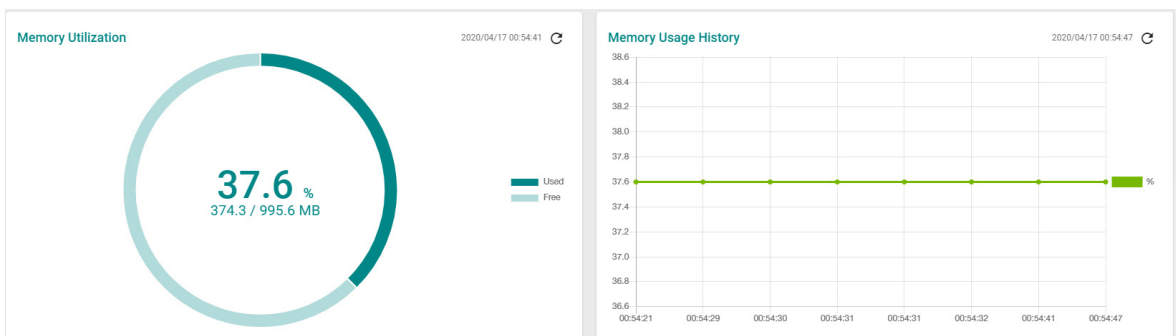 Memory Utilization
2020/04/17 00:54:41
37.6 %
374.3 / 995.6 MB
Used
Free
Memory Usage History
2020/04/17 00:54:47
38.6
38.4
38.2
38.0
37.8
37.6
37.4
37.2
37.0
36.8
36.6
%
00:54:21 00:54:29 00:54:30 00:54:31 00:54:31 00:54:32 00:54:41 00:54:47